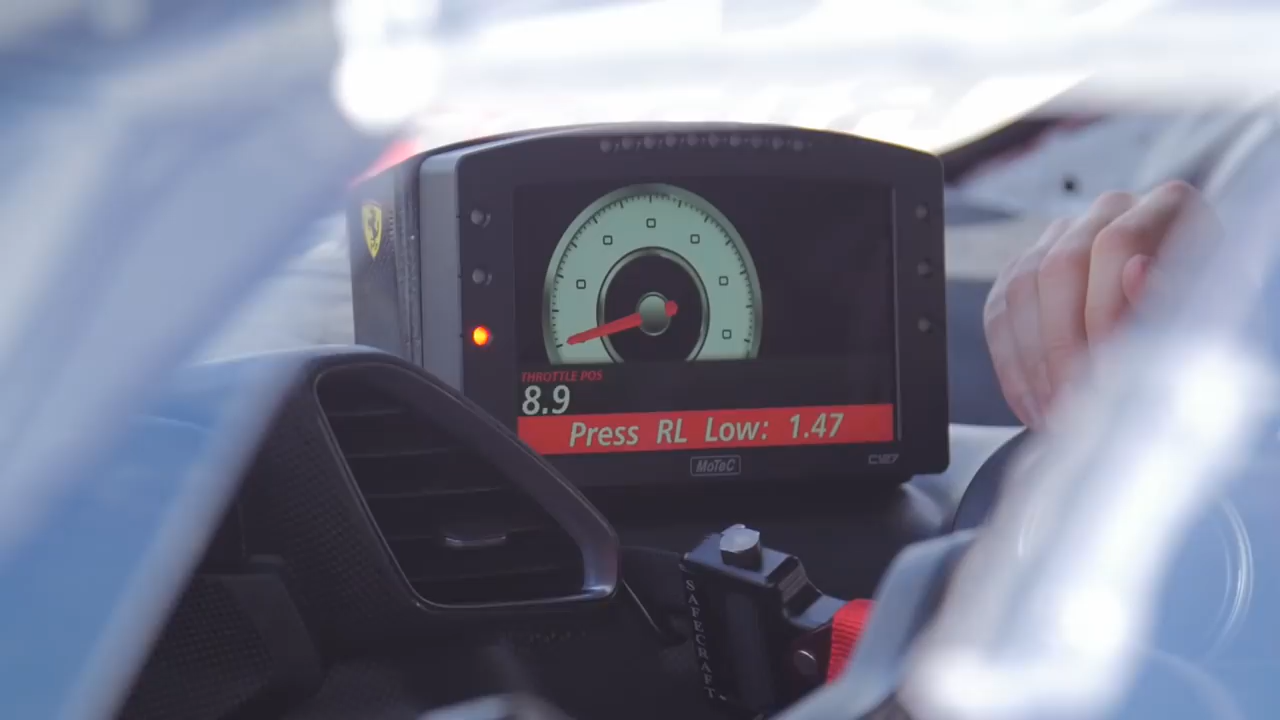 THROTTLE POS
8.9
Press RL Low: 1.47
MoTeC
C127
SAFECRAFT